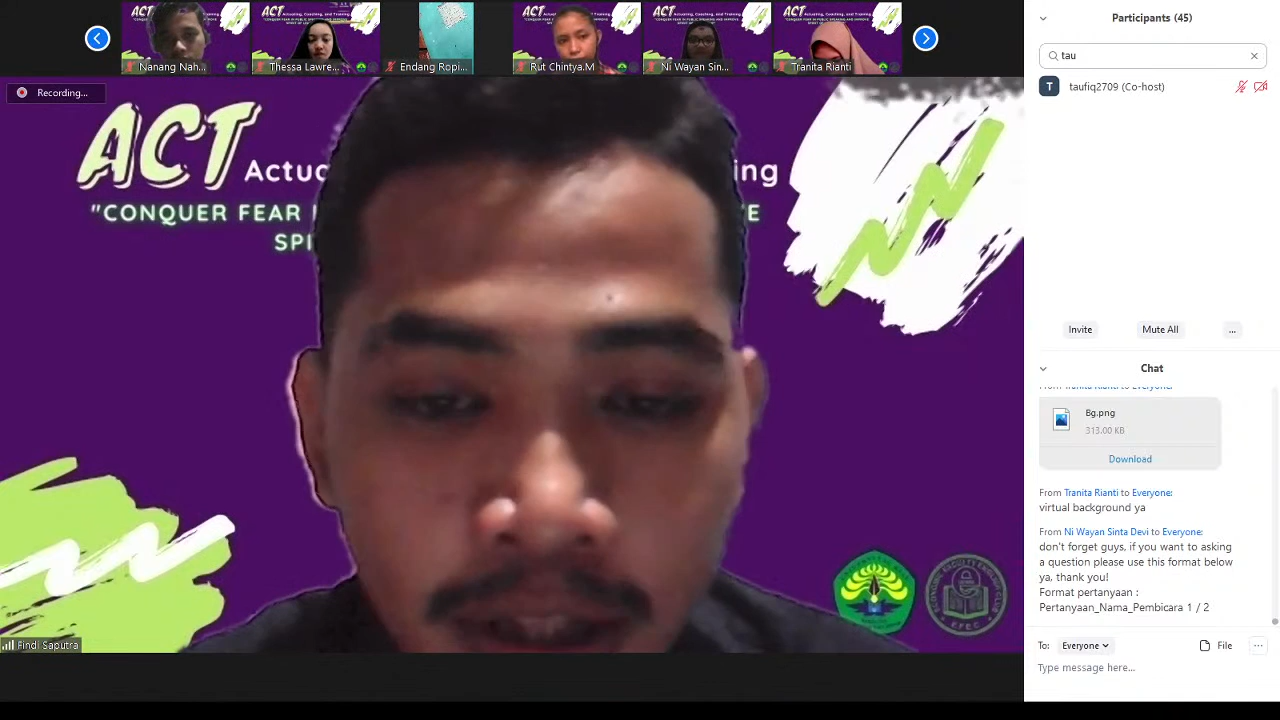 Nanang Nah...
Thessa Lawre...
Endang Ropi...
Rut Chintya.M
Ni Wayan Sin...
Tranita Rianti
Recording...
ACT
"CONQUER FEAR
SPI
Findi Saputra
Participants (45)
tau
T
taufiq2709 (Co-host)
Invite
Mute All
...
Chat
From Tranita Rianti to Everyone:
Bg.png
313.00 KB
Download
From Tranita Rianti to Everyone:
virtual background ya
From Ni Wayan Sinta Devi to Everyone:
don't forget guys, if you want to asking
a question please use this format below
ya, thank you!
Format pertanyaan :
Pertanyaan_Nama_Pembicara 1 / 2
To: Everyone
File
...
Type message here...